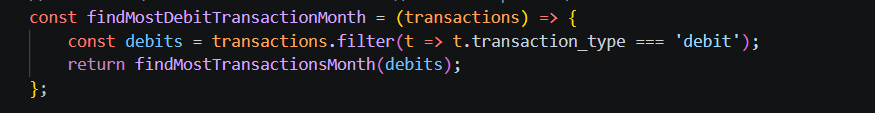 const findMostDebitTransactionMonth = (transactions) => {
    const debits = transactions.filter(t => t.transaction_type === 'debit');
    return findMostTransactionsMonth(debits);
};